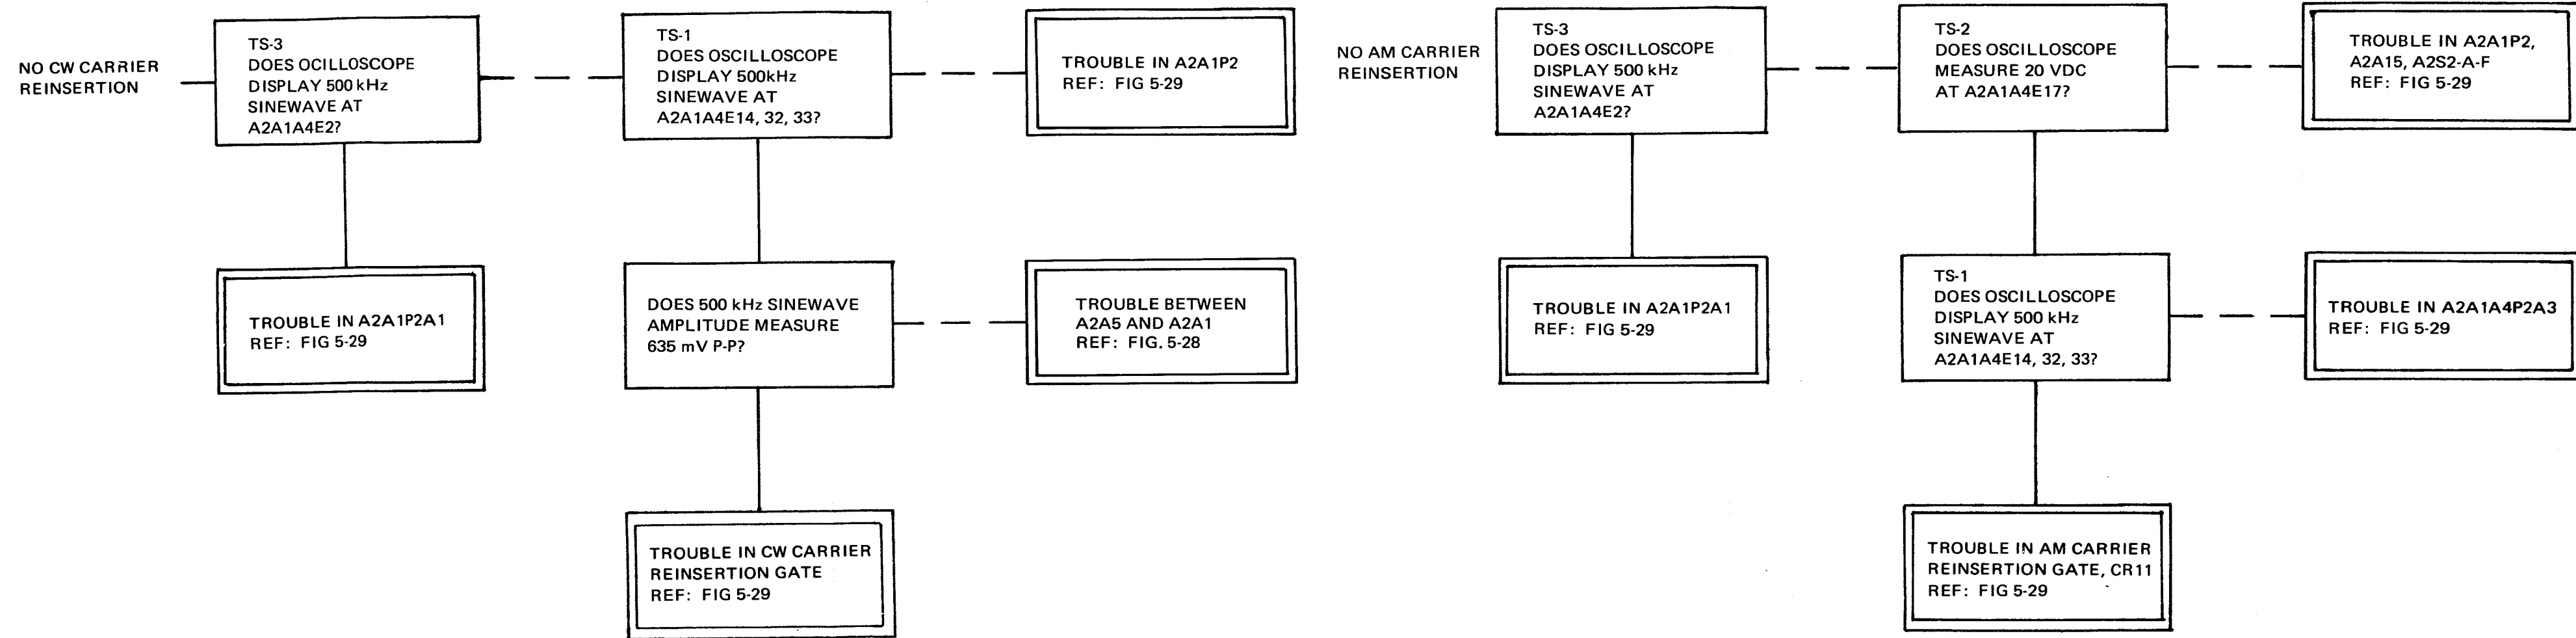 NO CW CARRIER
REINSERTION
TS-3
DOES OCILLOSCOPE
DISPLAY 500 kHz
SINEWAVE AT
A2A1A4E2?
TS-1
DOES OSCILLOSCOPE
DISPLAY 500kHz
SINEWAVE AT
A2A1A4E14, 32, 33?
TROUBLE IN A2A1P2
REF: FIG 5-29
TROUBLE IN A2A1P2A1
REF: FIG 5-29
DOES 500 kHz SINEWAVE
AMPLITUDE MEASURE
635 mV P-P?
TROUBLE BETWEEN
A2A5 AND A2A1
REF: FIG. 5-28
TROUBLE IN CW CARRIER
REINSERTION GATE
REF: FIG 5-29
NO AM CARRIER
REINSERTION
TS-3
DOES OSCILLOSCOPE
DISPLAY 500 kHz
SINEWAVE AT
A2A1A4E2?
TS-2
DOES OSCILLOSCOPE
MEASURE 20 VDC
AT A2A1A4E17?
TROUBLE IN A2A1P2,
A2A15, A2S2-A-F
REF: FIG 5-29
TROUBLE IN A2A1P2A1
REF: FIG 5-29
TS-1
DOES OSCILLOSCOPE
DISPLAY 500 kHz
SINEWAVE AT
A2A1A4E14, 32, 33?
TROUBLE IN A2A1A4P2A3
REF: FIG 5-29
TROUBLE IN AM CARRIER
REINSERTION GATE, CR11
REF: FIG 5-29